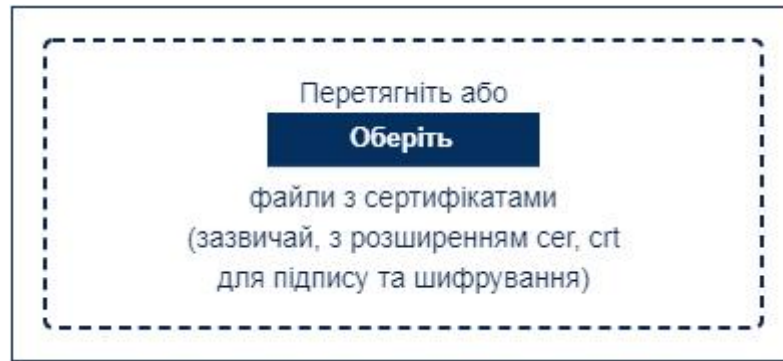 Перетягніть або
Оберіть
файли з сертифікатами
(зазвичай, з розширенням cer, crt
для підпису та шифрування)